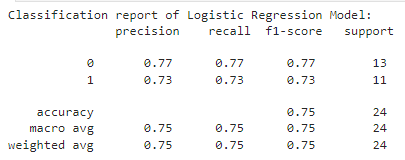 Classification report of Logistic Regression Model:
precision recall f1-score support
0 0.77 0.77 0.77 13
1 0.73 0.73 0.73 11
accuracy 0.75 24
macro avg 0.75 0.75 0.75 24
weighted avg 0.75 0.75 0.75 24